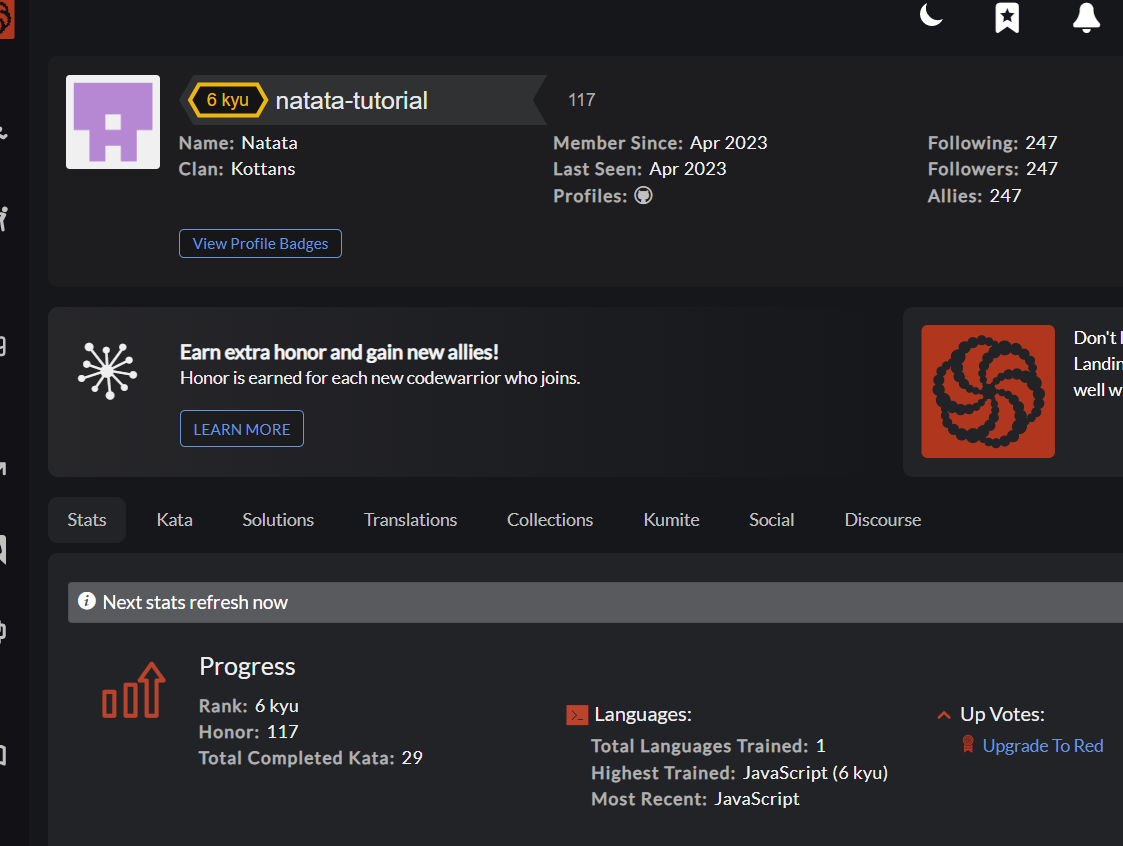 6 kyu natata-tutorial 117
Name: Natata
Clan: Kottans
Member Since: Apr 2023
Last Seen: Apr 2023
Profiles:
Following: 247
Followers: 247
Allies: 247
View Profile Badges
Earn extra honor and gain new allies!
Honor is earned for each new codewarrior who joins.
LEARN MORE
Don't
Landin
well w
Stats Kata Solutions Translations Collections Kumite Social Discourse
Next stats refresh now
Progress
Rank: 6 kyu
Honor: 117
Total Completed Kata: 29
Languages:
Total Languages Trained: 1
Highest Trained: JavaScript (6 kyu)
Most Recent: JavaScript
Up Votes:
Upgrade To Red